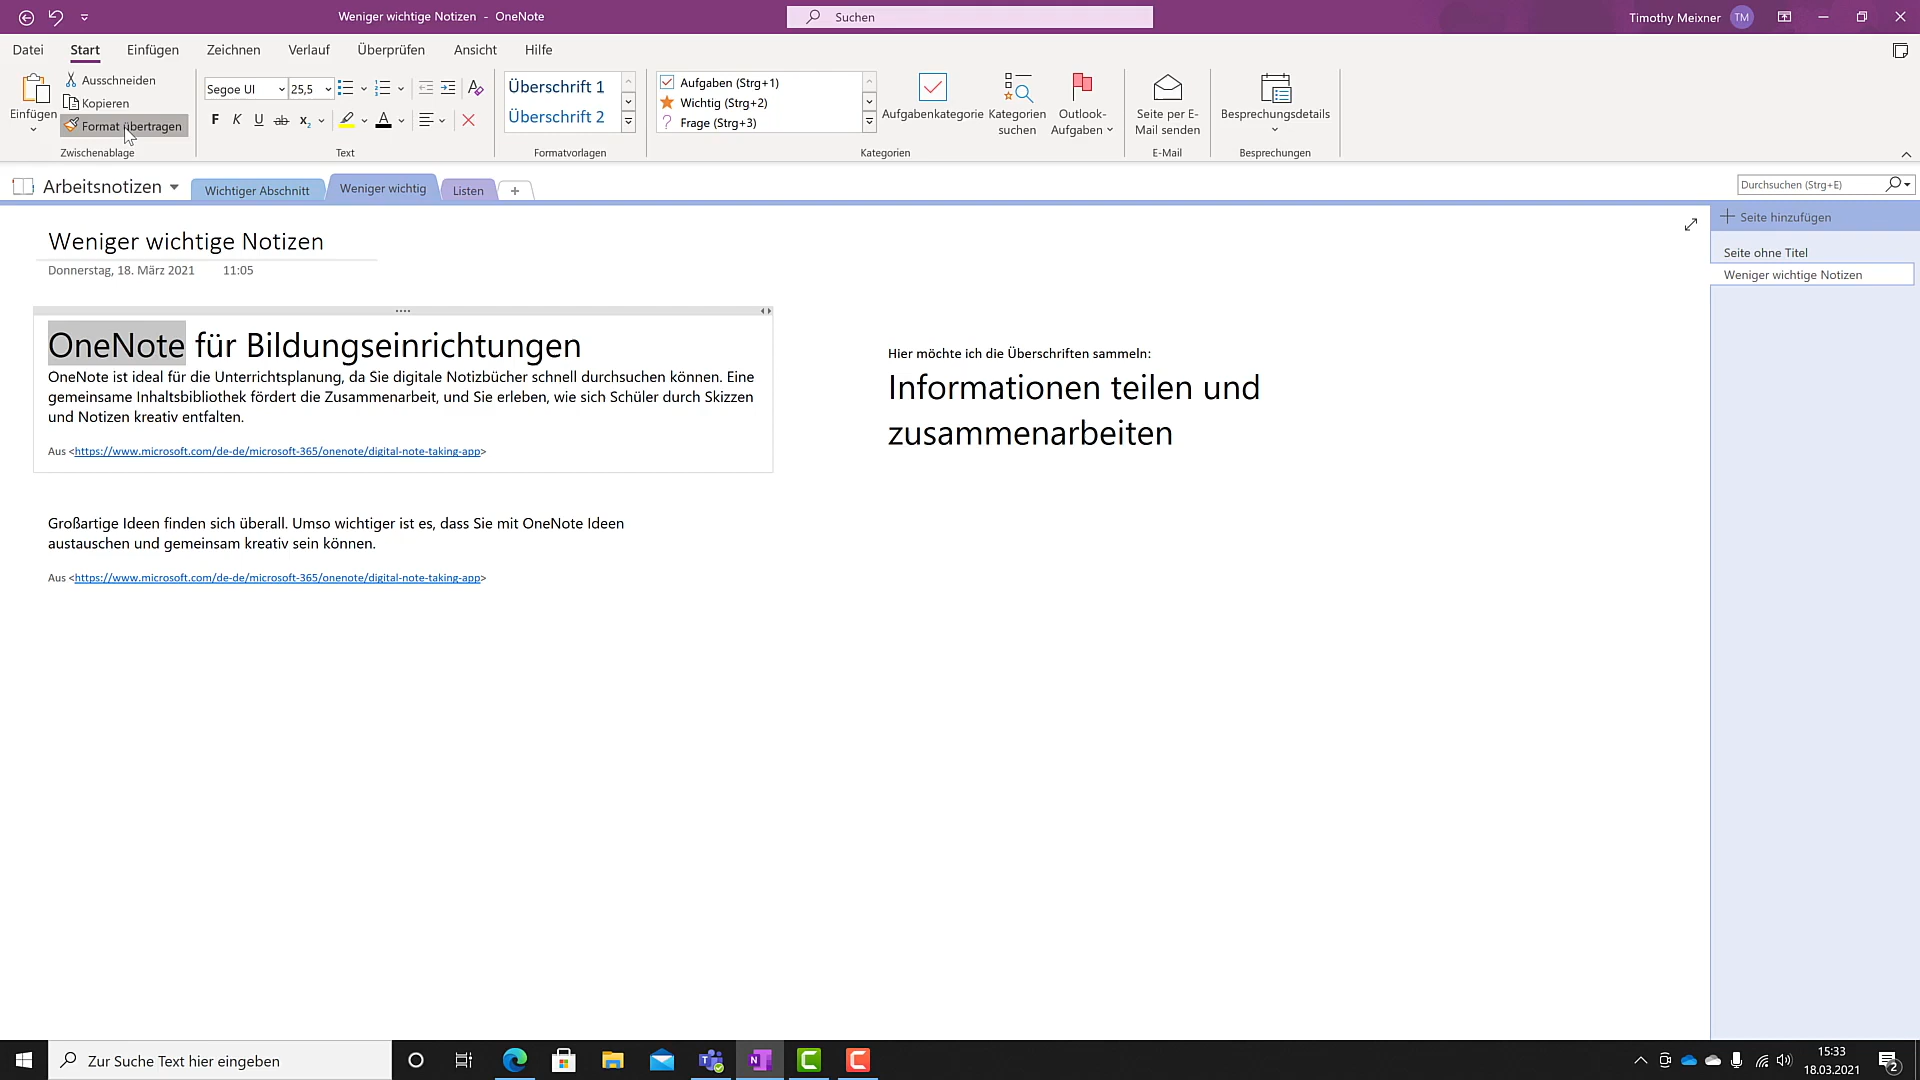 Weniger wichtige Notizen - OneNote
Suchen
Timothy Meixner
TM
Datei
Start
Einfügen
Zeichnen
Verlauf
Überprüfen
Ansicht
Hilfe
Einfügen
Ausschneiden
Kopieren
Format übertragen
Zwischenablage
Segoe UI
25,5
F
K
U
ab
x₂
A
Text
Überschrift 1
Überschrift 2
Formatvorlagen
Aufgaben (Strg+1)
Wichtig (Strg+2)
Frage (Strg+3)
Aufgabenkategorie
Kategorien
suchen
Outlook-
Aufgaben
Kategorien
Seite per E-
Mail senden
E-Mail
Besprechungsdetails
Besprechungen
Arbeitsnotizen
Wichtiger Abschnitt
Weniger wichtig
Listen
Durchsuchen (Strg+E)
Seite hinzufügen
Seite ohne Titel
Weniger wichtige Notizen
Weniger wichtige Notizen
Donnerstag, 18. März 2021 11:05
OneNote für Bildungseinrichtungen
OneNote ist ideal für die Unterrichtsplanung, da Sie digitale Notizbücher schnell durchsuchen können. Eine
gemeinsame Inhaltsbibliothek fördert die Zusammenarbeit, und Sie erleben, wie sich Schüler durch Skizzen
und Notizen kreativ entfalten.
Aus <https://www.microsoft.com/de-de/microsoft-365/onenote/digital-note-taking-app>
Großartige Ideen finden sich überall. Umso wichtiger ist es, dass Sie mit OneNote Ideen
austauschen und gemeinsam kreativ sein können.
Aus <https://www.microsoft.com/de-de/microsoft-365/onenote/digital-note-taking-app>
Hier möchte ich die Überschriften sammeln:
Informationen teilen und
zusammenarbeiten
Zur Suche Text hier eingeben
15:33
18.03.2021
2